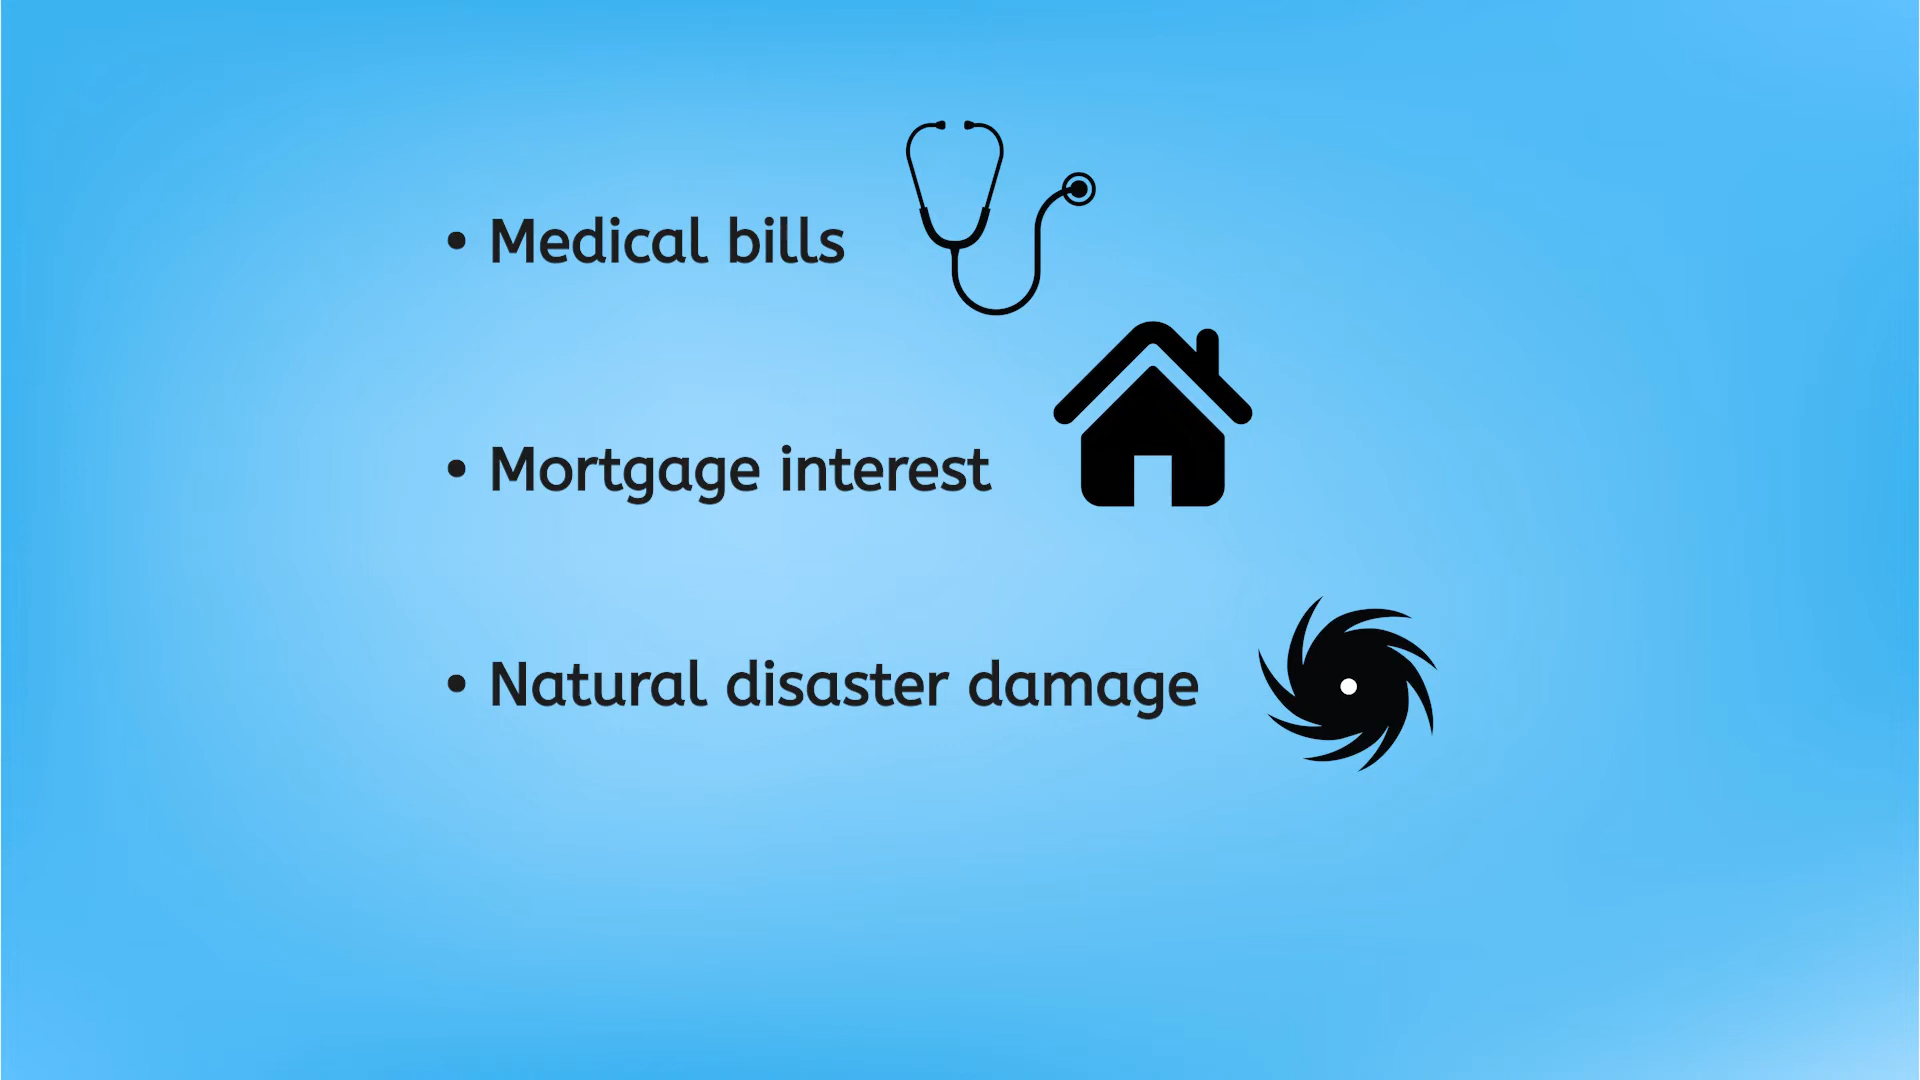 • Medical bills
• Mortgage interest
• Natural disaster damage